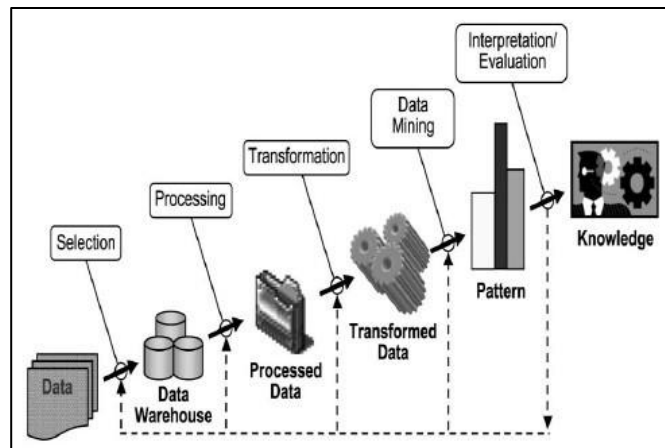 Interpretation/
Evaluation
Data
Mining
Transformation
Processing
Selection
Knowledge
Pattern
Transformed
Data
Processed
Data
Data
Warehouse
Data